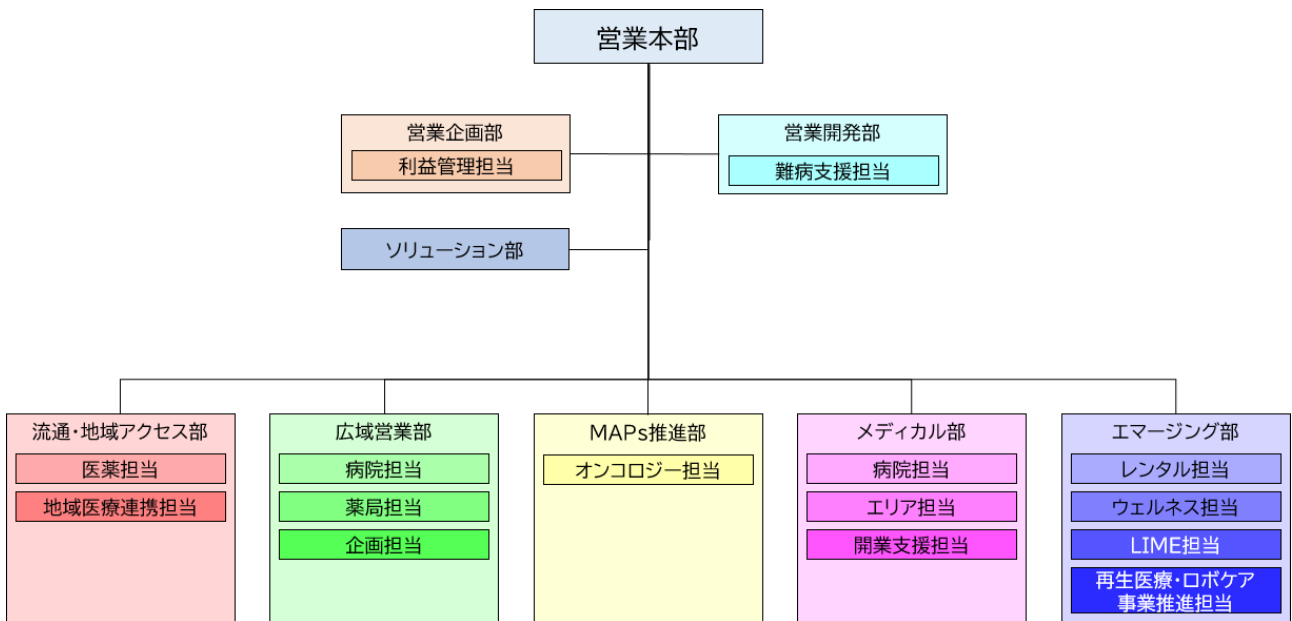 営業本部
営業企画部
利益管理担当
営業開発部
難病支援担当
ソリューション部
流通・地域アクセス部
医薬担当
地域医療連携担当
広域営業部
病院担当
薬局担当
企画担当
MAPs推進部
オンコロジー担当
メディカル部
病院担当
エリア担当
開業支援担当
エマージング部
レンタル担当
ウェルネス担当
LIME担当
再生医療・ロボケア
事業推進担当